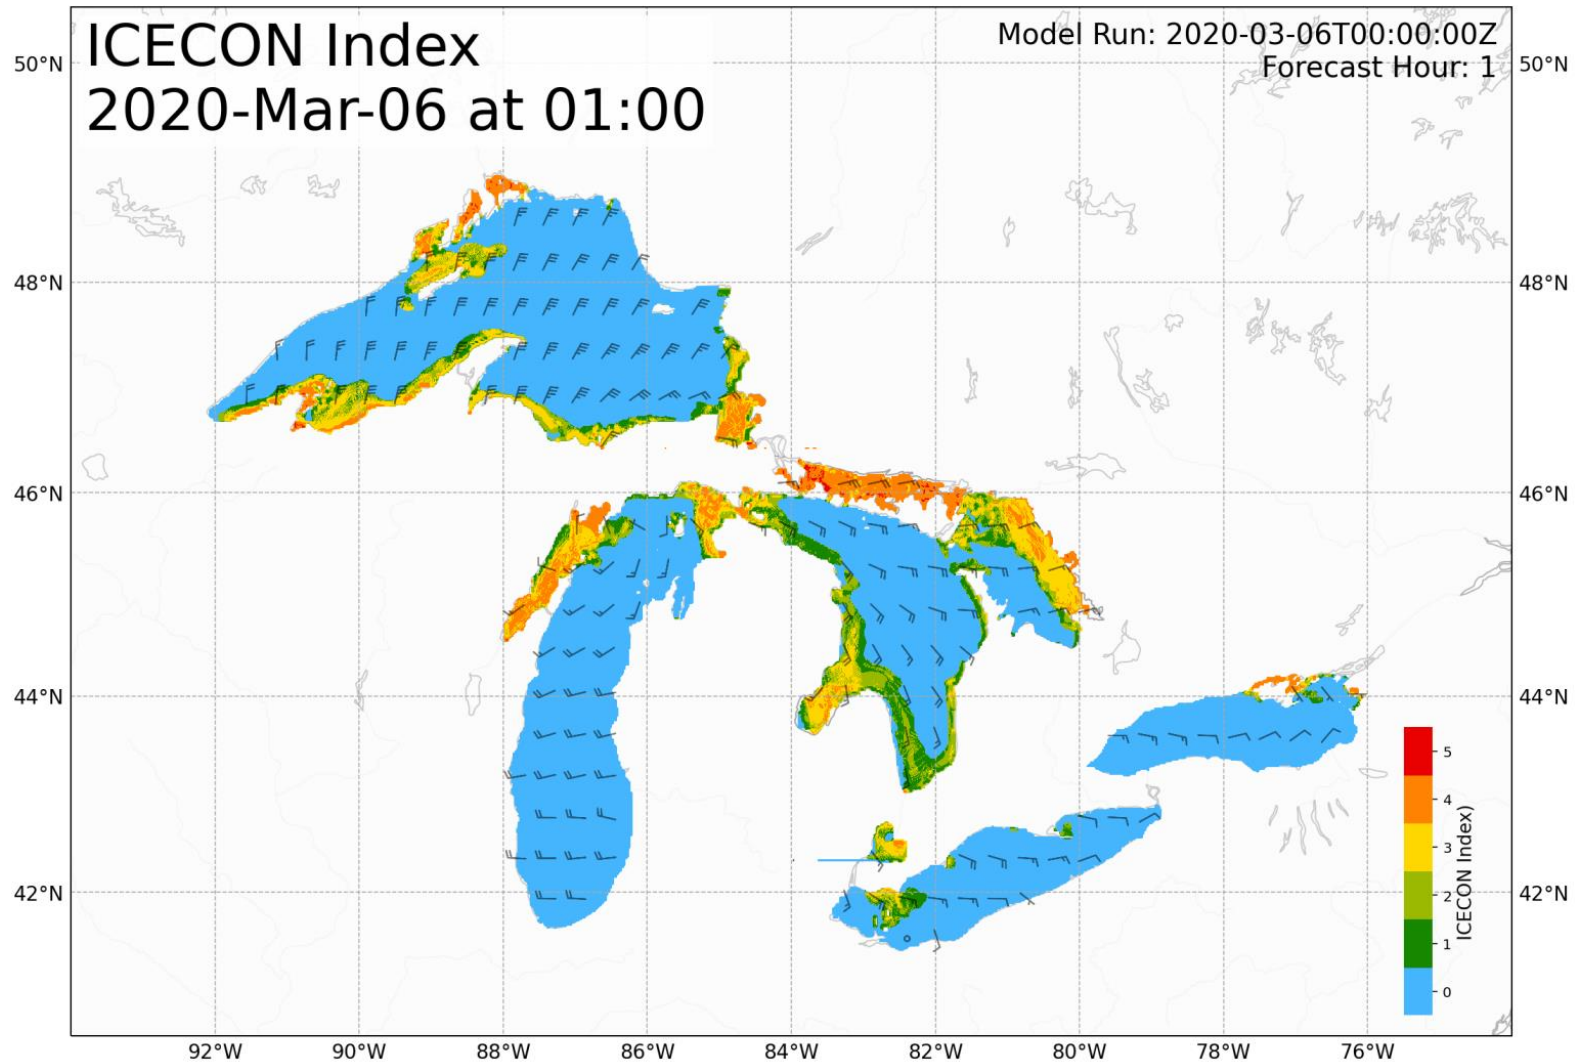 ICECON Index
2020-Mar-06 at 01:00
Model Run: 2020-03-06T00:00:00Z
Forecast Hour: 1
50°N
50°N
48°N
48°N
46°N
46°N
44°N
44°N
42°N
42°N
5
4
3
2
1
0
ICECON Index)
92°W
90°W
88°W
86°W
84°W
82°W
80°W
78°W
76°W